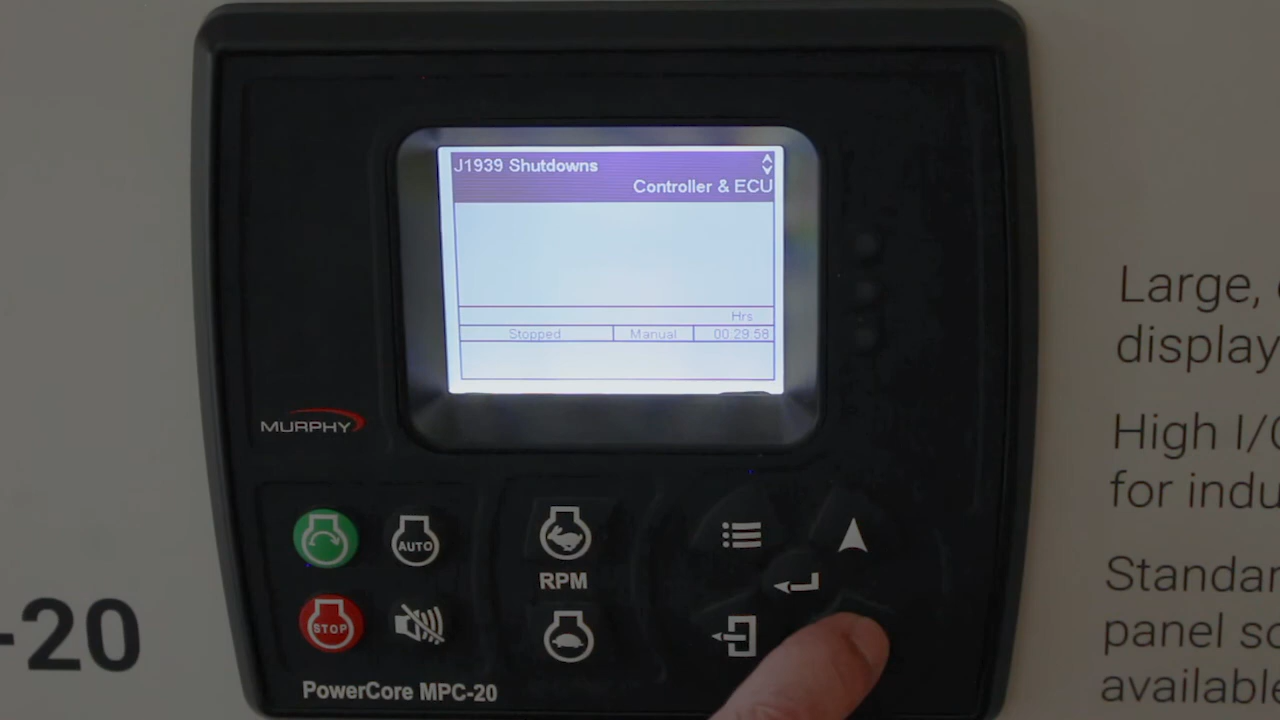 J1939 Shutdowns
Controller & ECU
Hrs
Stopped Manual 00:29:58
MURPHY
AUTO
RPM
STOP
PowerCore MPC-20
-20
Large,
display
High I/O
for indu
Standar
panel so
available